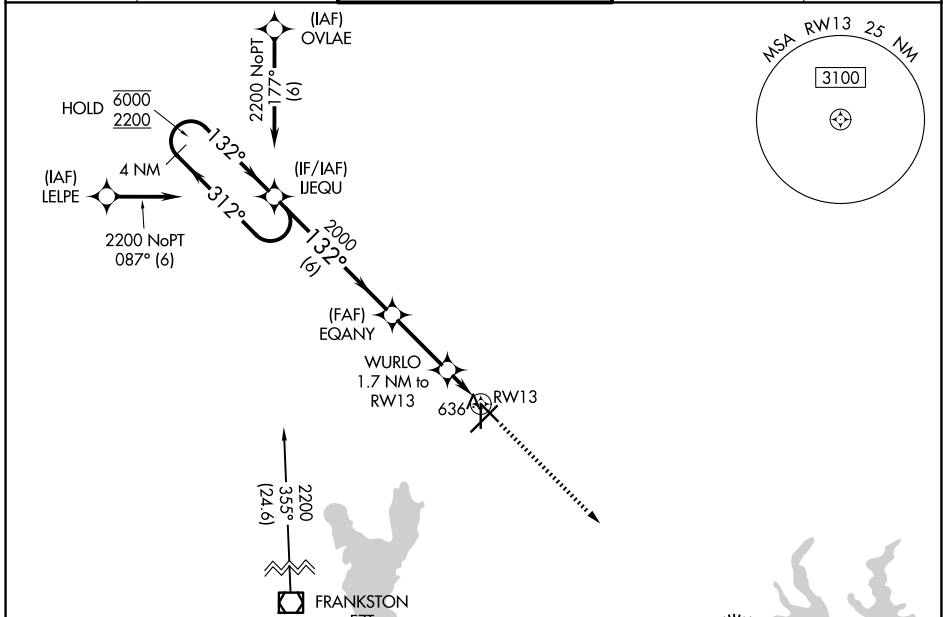 (IAF)
OVLAE
2200 NoPT
177°
(6)
MSA RW13 25 NM
3100
HOLD
6000
2200
132°
4 NM
312°
(IF/IAF)
IJEQU
(IAF)
LELPE
2200 NoPT
087° (6)
2000
132°
(6)
(FAF)
EQANY
WURLO
1.7 NM to
RW13
636
RW13
2200
355°
(24.6)
FRANKSTON